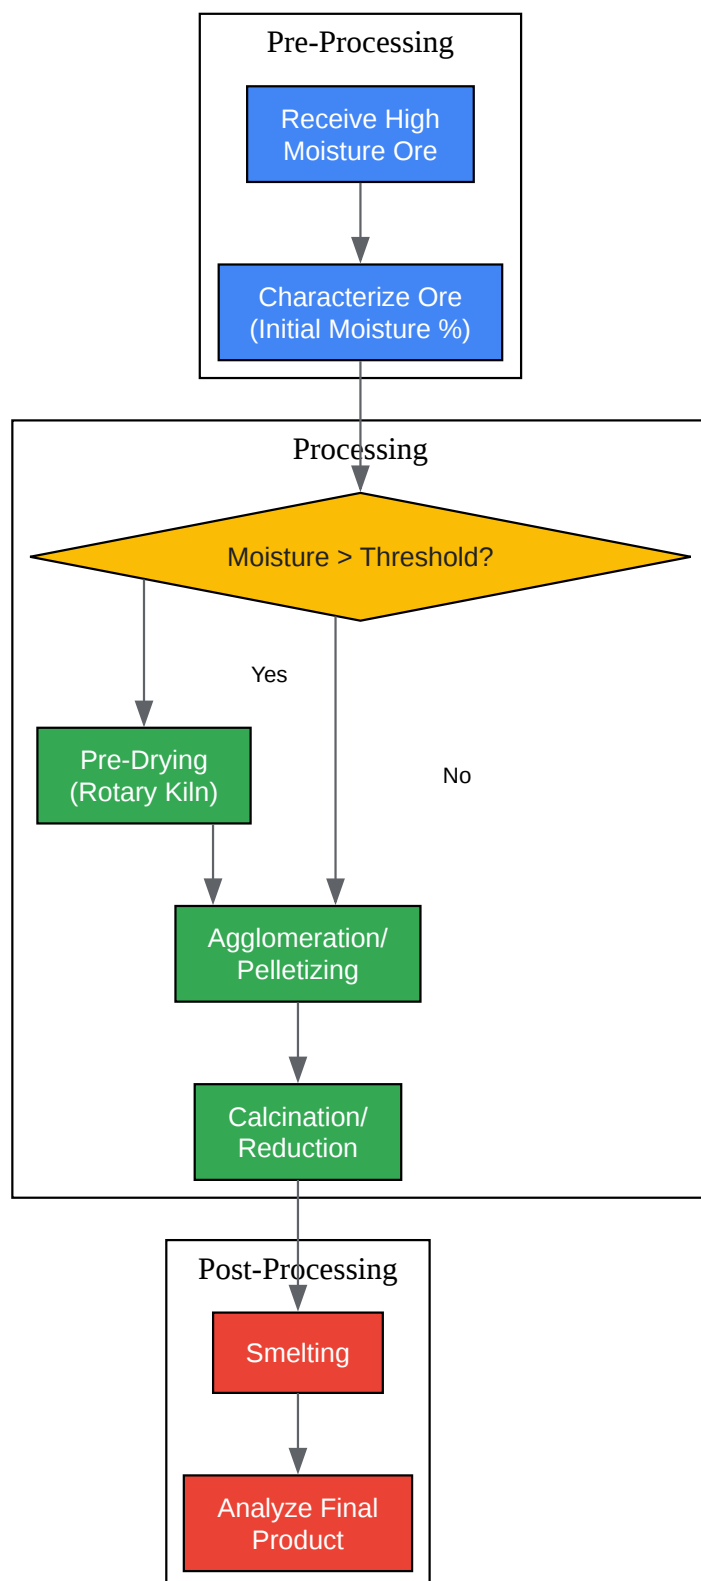 Pre-Processing
Receive High
Moisture Ore
Characterize Ore
(Initial Moisture %)
Processing
Moisture > Threshold?
Yes
Pre-Drying
(Rotary Kiln)
No
Agglomeration/
Pelletizing
Calcination/
Reduction
Post-Processing
Smelting
Analyze Final
Product